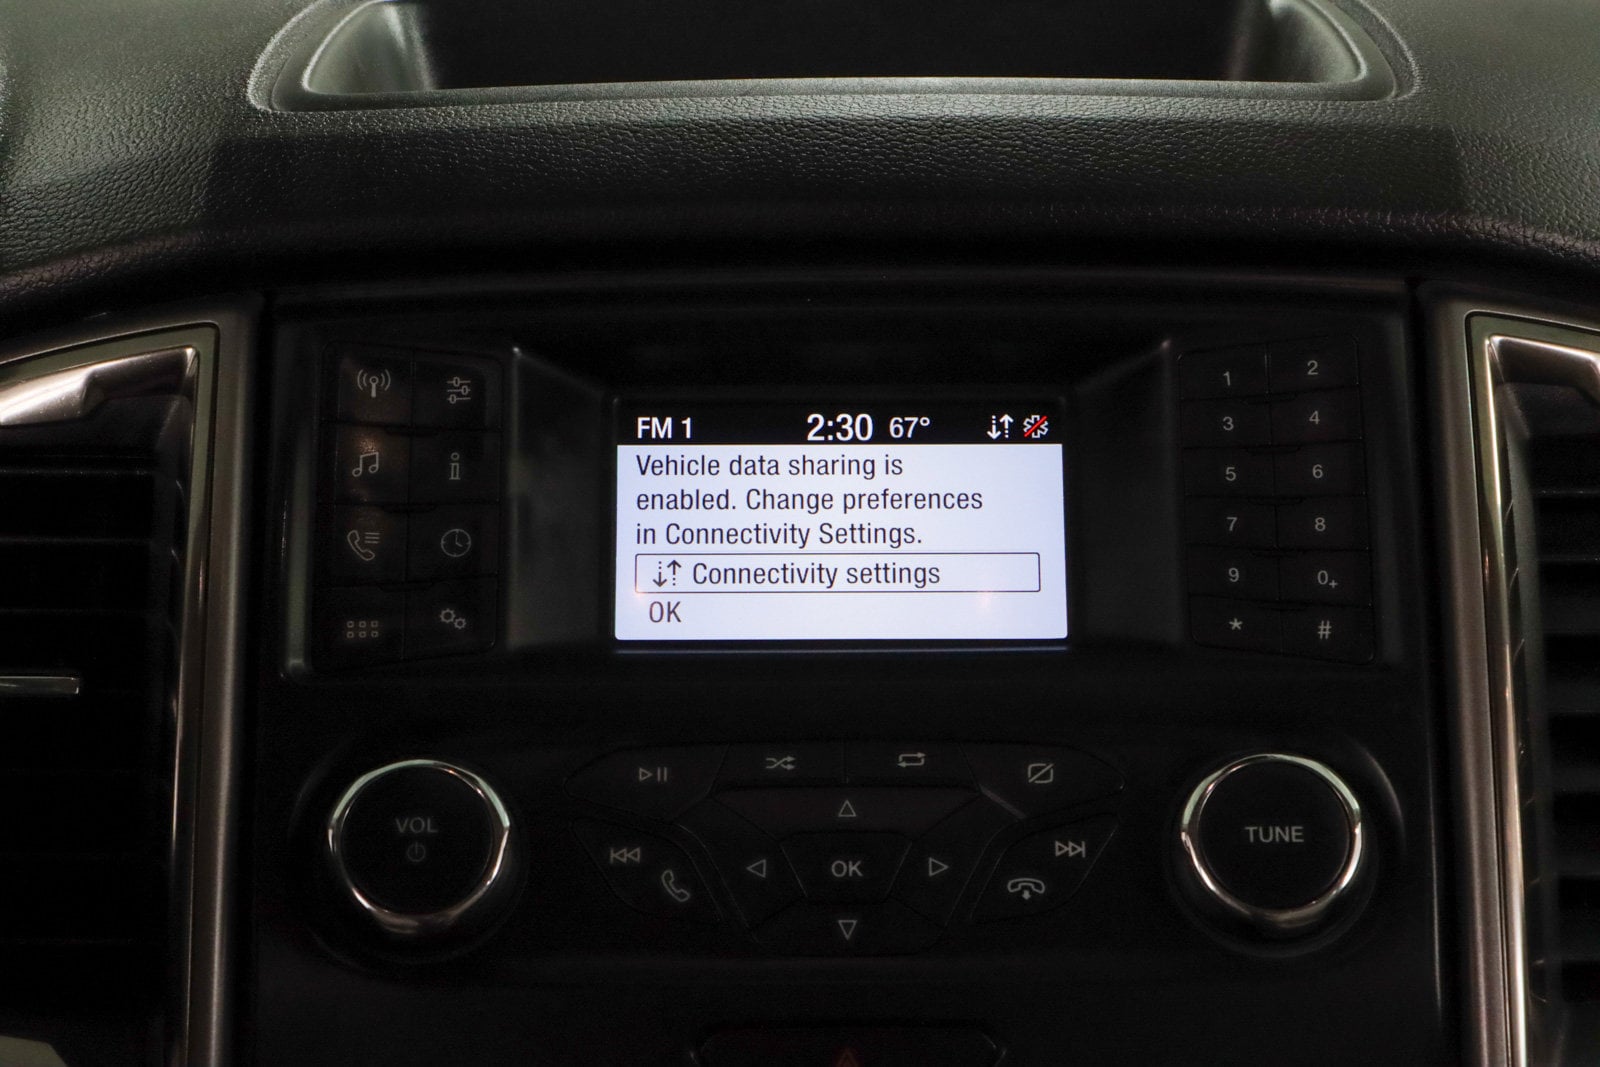 FM 1 2:30 67°
Vehicle data sharing is
enabled. Change preferences
in Connectivity Settings.
Connectivity settings
OK
1 2
3 4
5 6
7 8
9 0+
* #
VOL
TUNE
OK